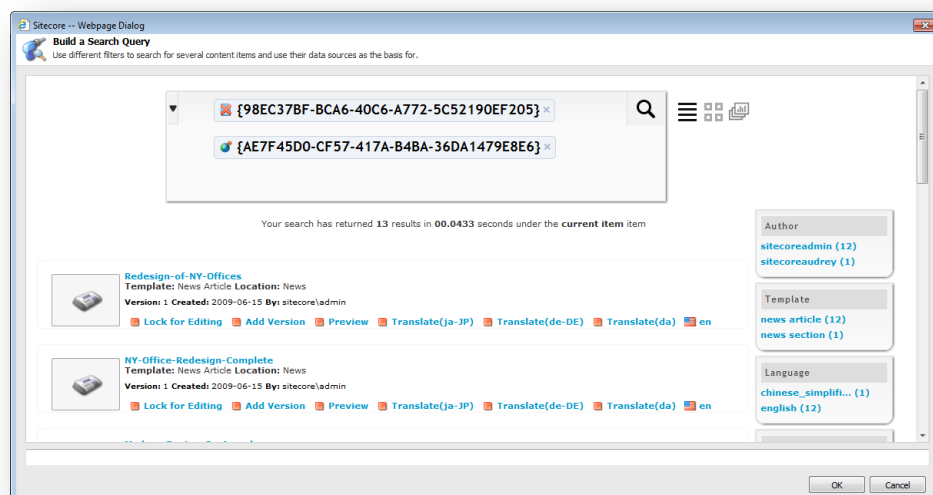 Sitecore -- Webpage Dialog
Build a Search Query
Use different filters to search for several content items and use their data sources as the basis for.
{98EC37BF-BCA6-40C6-A772-5C52190EF205} ×
{AE7F45D0-CF57-417A-B4BA-36DA1479E8E6} ×
Your search has returned 13 results in 00.0433 seconds under the current item item
Author
sitecoreadmin (12)
sitecoreaudrey (1)
Redesign-of-NY-Offices
Template: News Article Location: News
Version: 1 Created: 2009-06-15 By: sitecore\admin
Lock for Editing Add Version Preview Translate(ja-JP) Translate(de-DE) Translate(da) en
Template
news article (12)
news section (1)
NY-Office-Redesign-Complete
Template: News Article Location: News
Version: 1 Created: 2009-06-15 By: sitecore\admin
Lock for Editing Add Version Preview Translate(ja-JP) Translate(de-DE) Translate(da) en
Language
chinese_simplifi... (1)
english (12)
OK Cancel